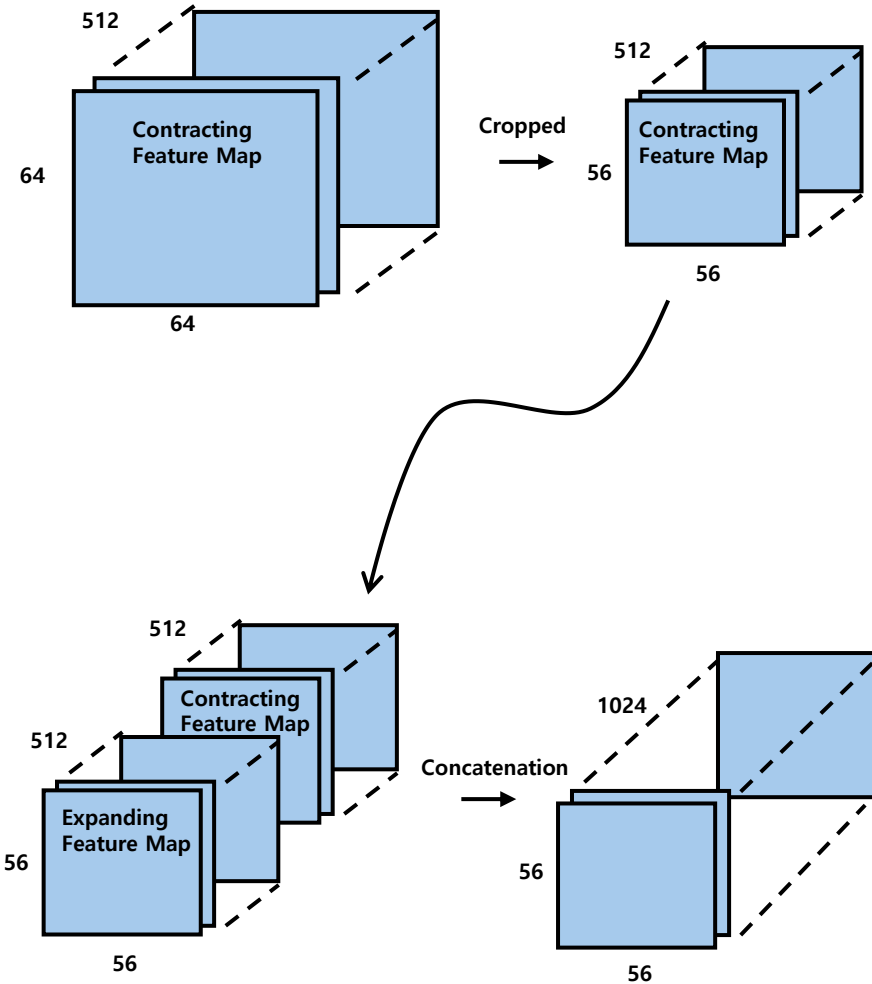 512
Contracting
Feature Map
64
64
Cropped
512
Contracting
Feature Map
56
56
512
Contracting
Feature Map
512
Expanding
Feature Map
56
56
Concatenation
1024
56
56